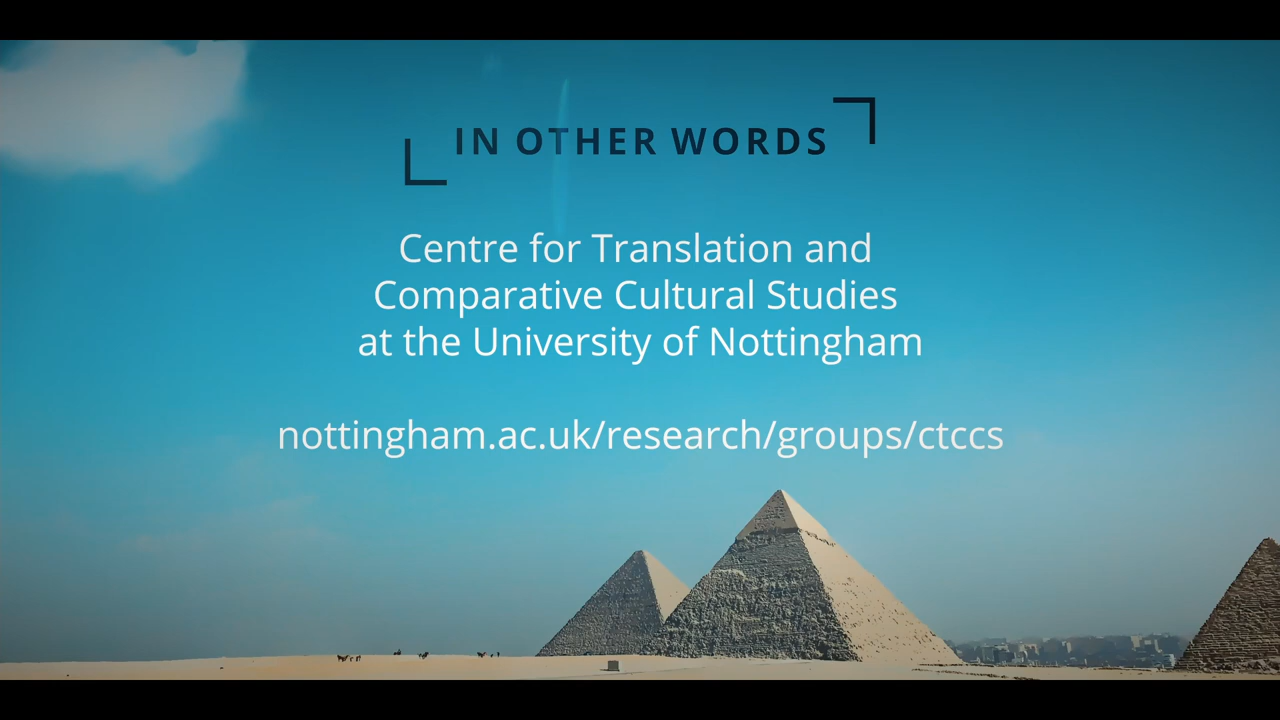 IN OTHER WORDS
Centre for Translation and
Comparative Cultural Studies
at the University of Nottingham
nottingham.ac.uk/research/groups/ctccs